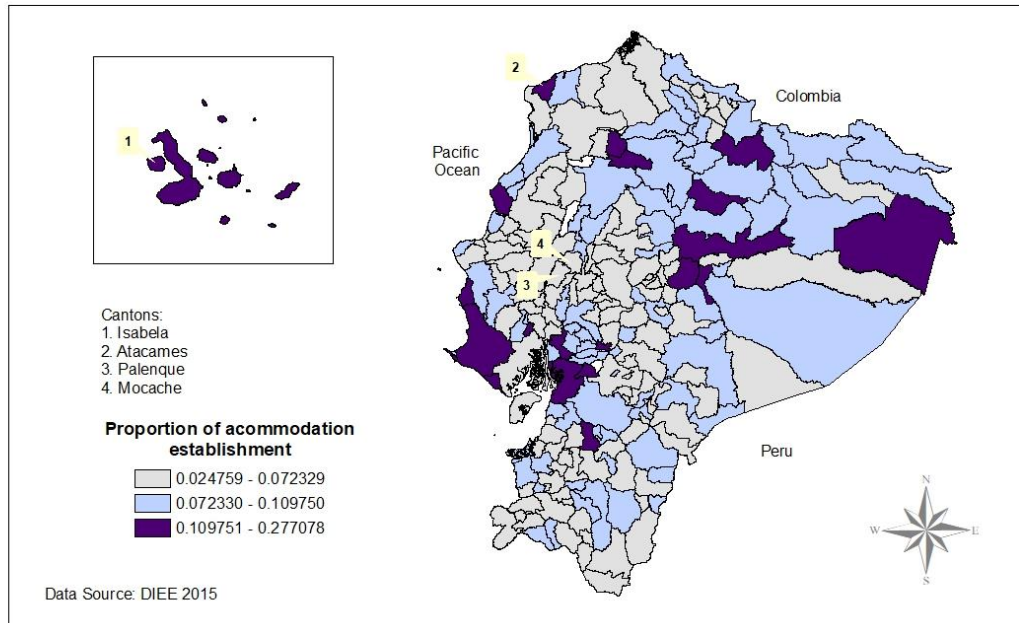 1
2
Colombia
Pacific
Ocean
4
3
Cantons:
1. Isabela
2. Atacames
3. Palenque
4. Mocache
Proportion of acommodation
establishment
0.024759 - 0.072329
0.072330 - 0.109750
0.109751 - 0.277078
Peru
N
W
E
S
Data Source: DIEE 2015